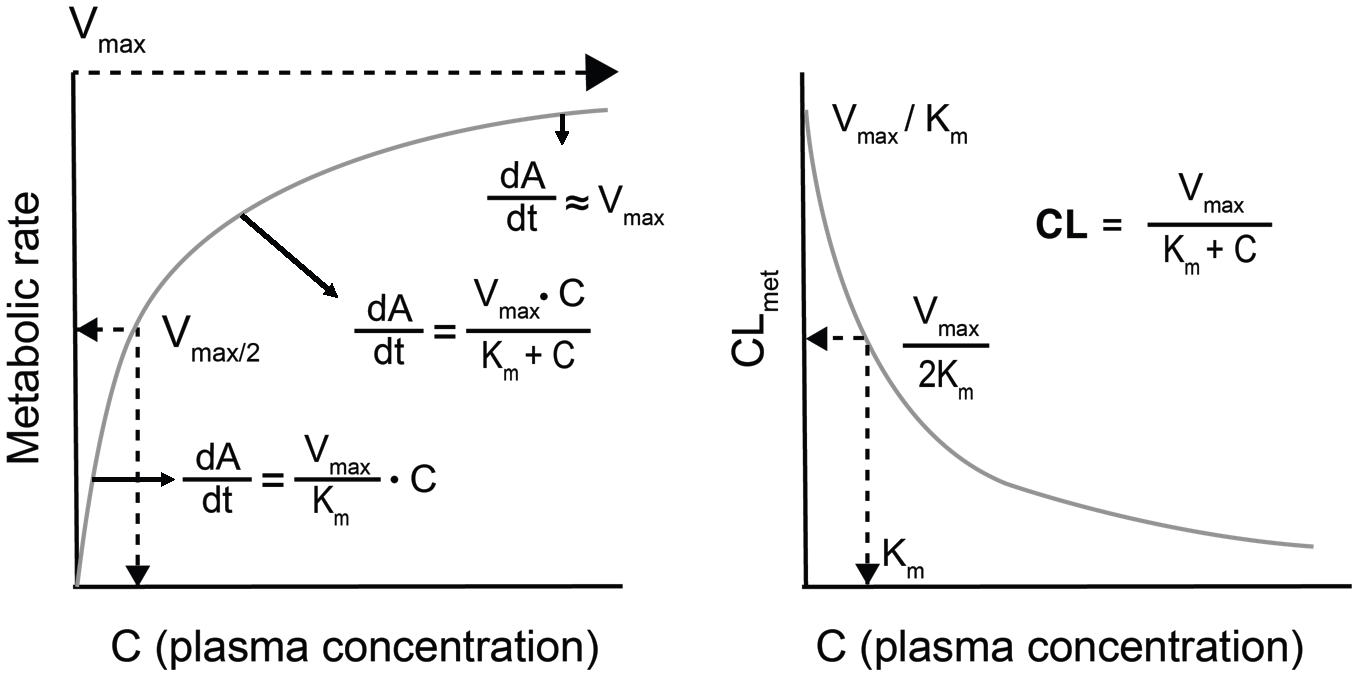 Vmax
Metabolic rate
dA/dt ≈ Vmax
dA/dt = Vmax · C / Km + C
Vmax/2
dA/dt = Vmax/Km · C
C (plasma concentration)
CLmet
Vmax / Km
CL = Vmax / Km + C
Vmax / 2Km
Km
C (plasma concentration)